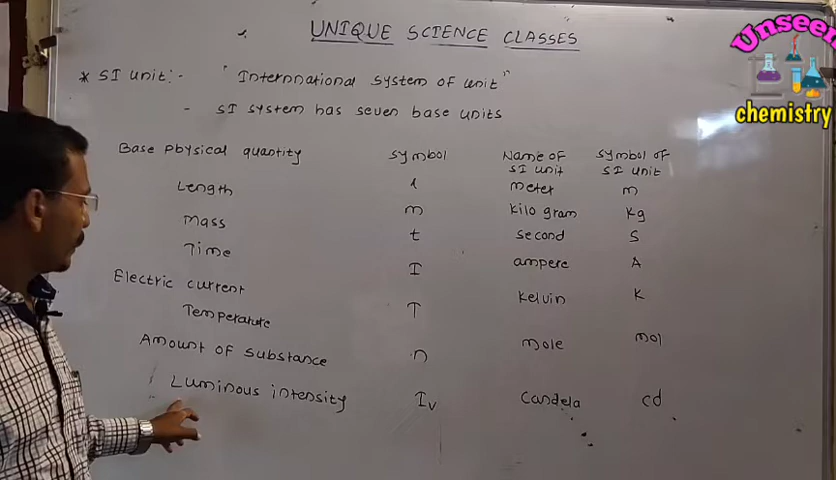 UNIQUE SCIENCE CLASSES
Unseen
chemistry
* SI unit:- "Internnational system of unit"
- SI system has seven base units
Base physical quantity symbol Name of SI unit symbol of SI unit
Length l meter m
Mass m kilo gram Kg
Time t second S
Electric current I ampere A
Temperature T kelvin K
Amount of substance n mole mol
Luminous intensity Iv Candela cd